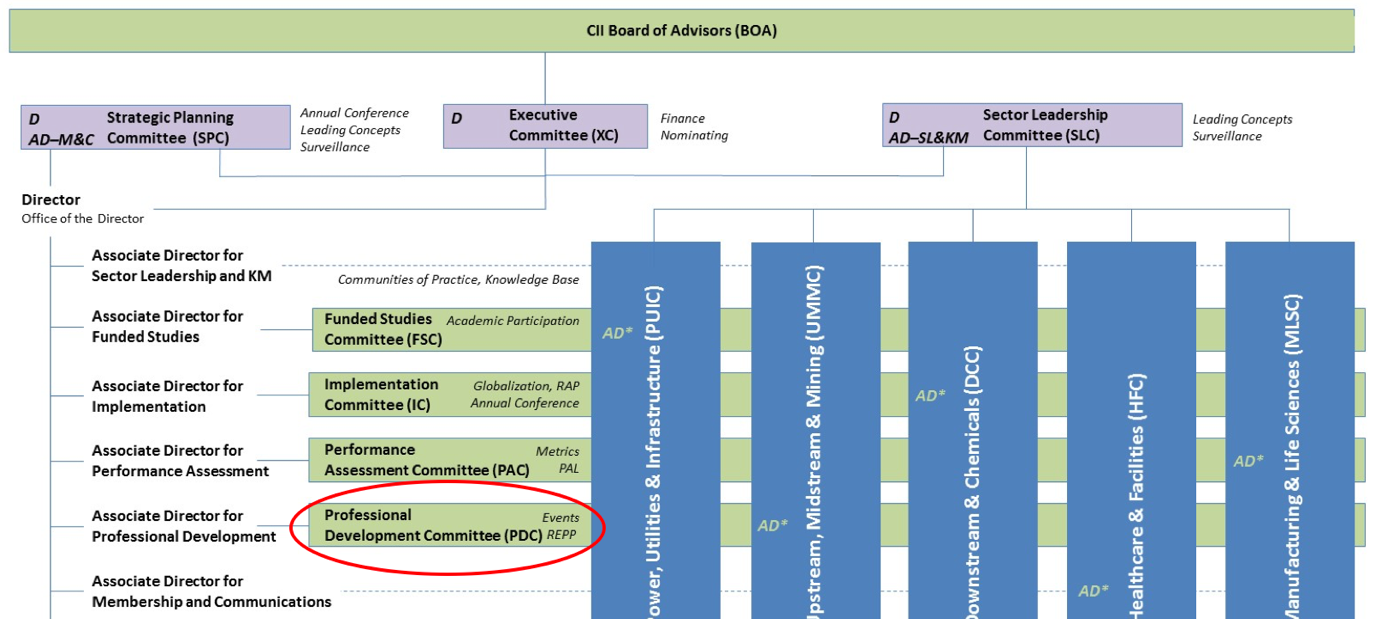 CII Board of Advisors (BOA)
D
AD–M&C
Strategic Planning
Committee (SPC)
Annual Conference
Leading Concepts
Surveillance
D
Executive
Committee (XC)
Finance
Nominating
D
AD–SL&KM
Sector Leadership
Committee (SLC)
Leading Concepts
Surveillance
Director
Office of the Director
Associate Director for
Sector Leadership and KM
Communities of Practice, Knowledge Base
Associate Director for
Funded Studies
Funded Studies
Committee (FSC)
Academic Participation
Associate Director for
Implementation
Implementation
Committee (IC)
Globalization, RAP
Annual Conference
Associate Director for
Performance Assessment
Performance
Assessment Committee (PAC)
Metrics
PAL
Associate Director for
Professional Development
Professional
Development Committee (PDC)
Events
REPP
Associate Director for
Membership and Communications
Power, Utilities & Infrastructure (PUIC)
AD*
Upstream, Midstream & Mining (UMMC)
AD*
Downstream & Chemicals (DCC)
AD*
Healthcare & Facilities (HFC)
AD*
Manufacturing & Life Sciences (MLSC)
AD*